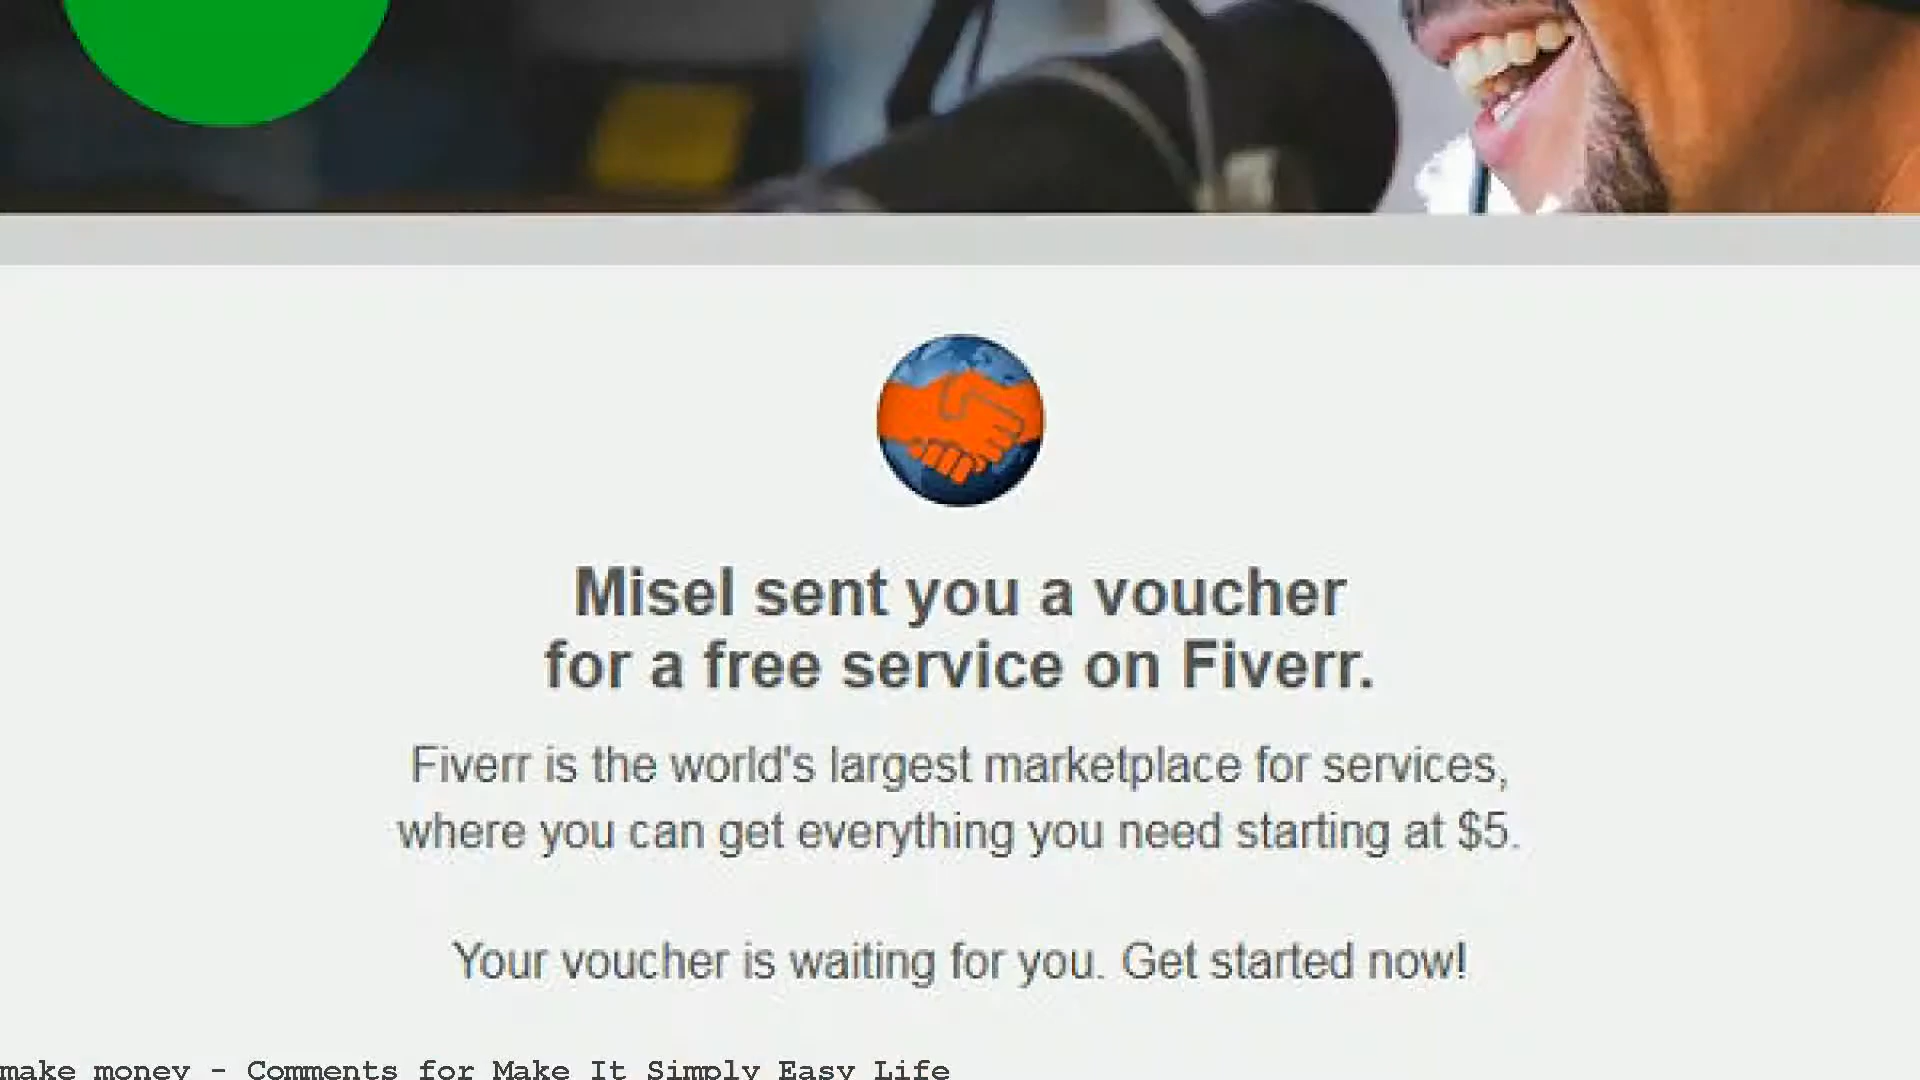 Misel sent you a voucher
for a free service on Fiverr.
Fiverr is the world's largest marketplace for services,
where you can get everything you need starting at $5.
Your voucher is waiting for you. Get started now!
make money - Comments for Make It Simply Easy Life